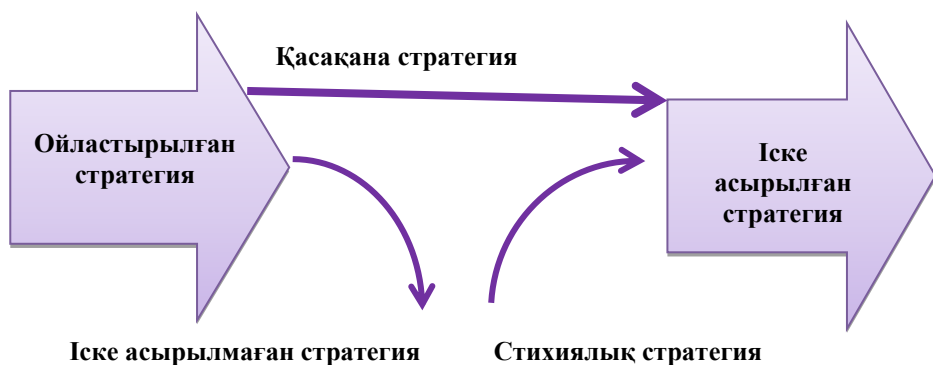 Қасақана стратегия
Ойластырылған
стратегия
Іске
асырылған
стратегия
Іске асырылмаған стратегия
Стихиялық стратегия